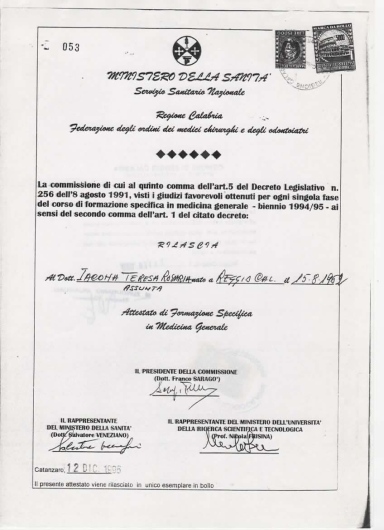 053
MINISTERO DELLA SANITA'
Servizio Sanitario Nazionale
Regione Calabria
Federazione degli ordini dei medici chirurghi e degli odontoiatri
La commissione di cui al quinto comma dell'art.5 del Decreto Legislativo n.
256 dell'8 agosto 1991, visti i giudizi favorevoli ottenuti per ogni singola fase
del corso di formazione specifica in medicina generale - biennio 1994/95 - ai
sensi del secondo comma dell'art. 1 del citato decreto:
RILASCIA
Al Dott. TERESA ROSARIA nato a REGGIO CAL. il 15.8.
ASSUNTA
Attestato di Formazione Specifica
in Medicina Generale
IL PRESIDENTE DELLA COMMISSIONE
(Dott. Franco SARAGO')
IL RAPPRESENTANTE
DEL MINISTERO DELLA SANITA'
(Dott. Salvatore VENEZIANO)
IL RAPPRESENTANTE DEL MINISTERO DELL'UNIVERSITA'
DELLA RICERCA SCIENTIFICA E TECNOLOGICA
(Prof. Nicola FRISINA)
Catanzaro, 12 DIC. 1996
Il presente attestato viene rilasciato in unico esemplare in bollo